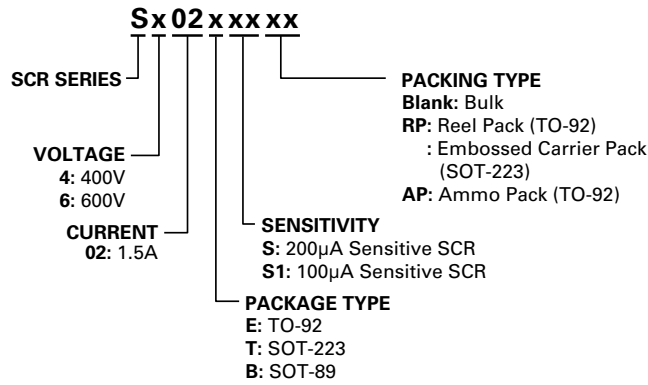 Sx02xxxxx
SCR SERIES
VOLTAGE
4: 400V
6: 600V
CURRENT
02: 1.5A
PACKING TYPE
Blank: Bulk
RP: Reel Pack (TO-92)
: Embossed Carrier Pack
(SOT-223)
AP: Ammo Pack (TO-92)
SENSITIVITY
S: 200µA Sensitive SCR
S1: 100µA Sensitive SCR
PACKAGE TYPE
E: TO-92
T: SOT-223
B: SOT-89